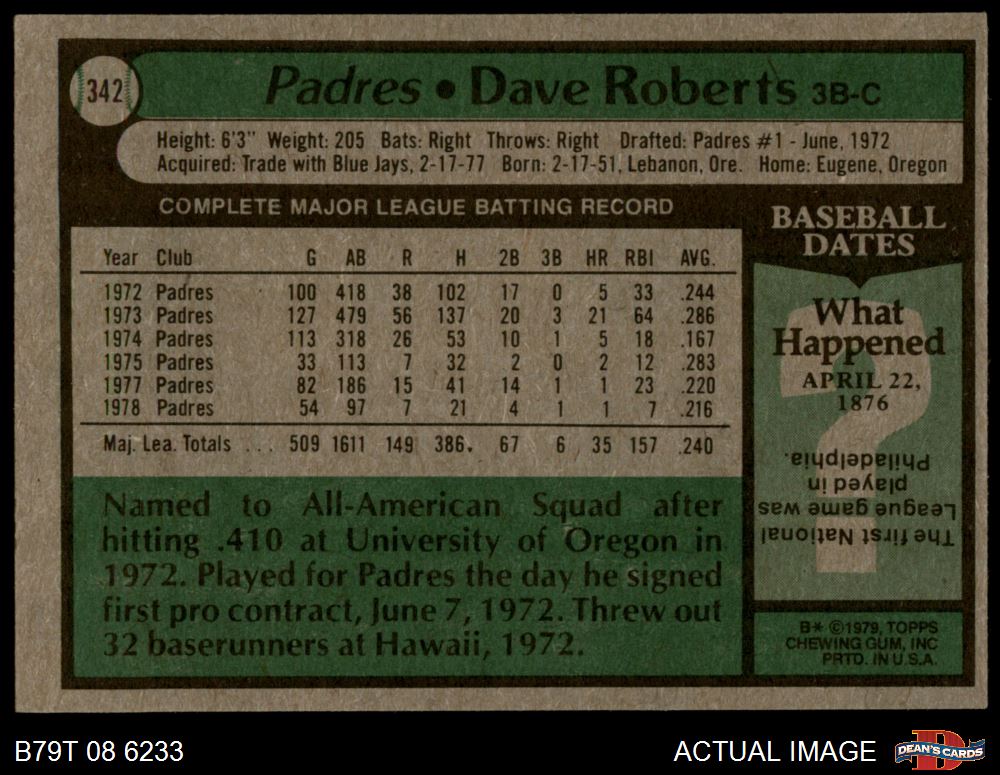 342
Padres • Dave Roberts 3B-C
Height: 6'3" Weight: 205 Bats: Right Throws: Right Drafted: Padres #1 - June, 1972
Acquired: Trade with Blue Jays, 2-17-77 Born: 2-17-51, Lebanon, Ore. Home: Eugene, Oregon
COMPLETE MAJOR LEAGUE BATTING RECORD
Year Club G AB R H 2B 3B HR RBI AVG.
1972 Padres 100 418 38 102 17 0 5 33 .244
1973 Padres 127 479 56 137 20 3 21 64 .286
1974 Padres 113 318 26 53 10 1 5 18 .167
1975 Padres 33 113 7 32 2 0 2 12 .283
1977 Padres 82 186 15 41 14 1 1 23 .220
1978 Padres 54 97 7 21 4 1 1 7 .216
Maj. Lea. Totals ... 509 1611 149 386. 67 6 35 157 .240
Named to All-American Squad after
hitting .410 at University of Oregon in
1972. Played for Padres the day he signed
first pro contract, June 7, 1972. Threw out
32 baserunners at Hawaii, 1972.
BASEBALL
DATES
What
Happened
APRIL 22,
1876
?
The first National
League game was
played in
Philadelphia.
B* ©1979, TOPPS
CHEWING GUM, INC
PRTD. IN U.S.A.
B79T 08 6233
ACTUAL IMAGE
D
DEAN'S CARDS